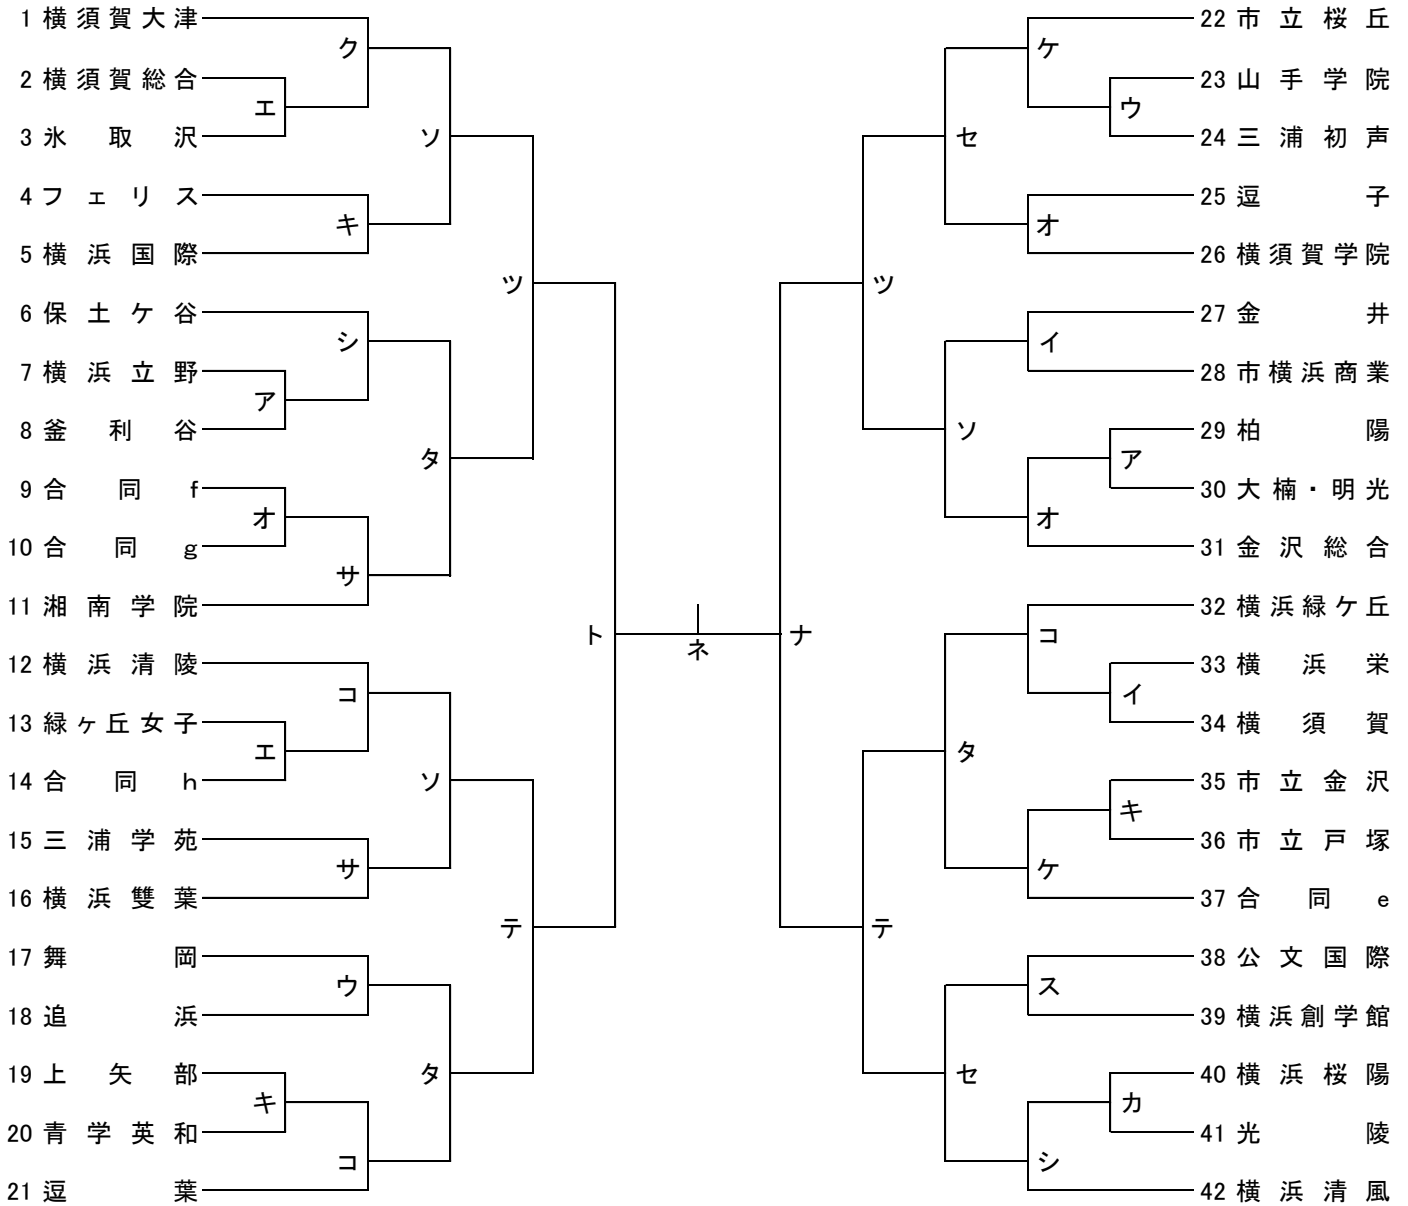 1 横須賀大津
ク
2 横須賀総合
エ
3 氷取沢
ソ
4 フェリス
キ
5 横浜国際
ツ
6 保土ケ谷
シ
7 横浜立野
ア
8 釜利谷
タ
9 合同f
オ
10 合同g
サ
11 湘南学院
ト
12 横浜清陵
コ
13 緑ヶ丘女子
エ
14 合同h
ソ
15 三浦学苑
サ
16 横浜雙葉
テ
17 舞岡
ウ
18 追浜
19 上矢部
タ
キ
20 青学英和
コ
21 逗葉
ネ
22 市立桜丘
ケ
23 山手学院
ウ
24 三浦初声
セ
25 逗子
オ
26 横須賀学院
ツ
27 金井
イ
28 市横浜商業
29 柏陽
ソ
ア
30 大楠・明光
オ
31 金沢総合
32 横浜緑ケ丘
ナ
コ
33 横浜栄
イ
34 横須賀
タ
35 市立金沢
キ
36 市立戸塚
ケ
37 合同e
テ
38 公文国際
ス
39 横浜創学館
セ
40 横浜桜陽
カ
41 光陵
シ
42 横浜清風